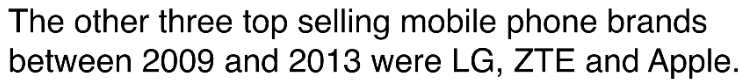 The other three top selling mobile phone brands
between 2009 and 2013 were LG, ZTE and Apple.